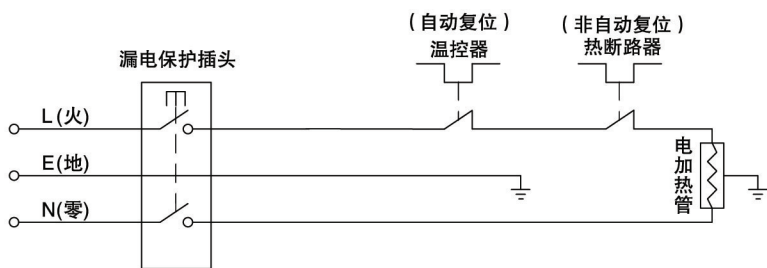 (自动复位)
温控器
(非自动复位)
热断路器
漏电保护插头
L(火)
E(地)
N(零)
电加热管